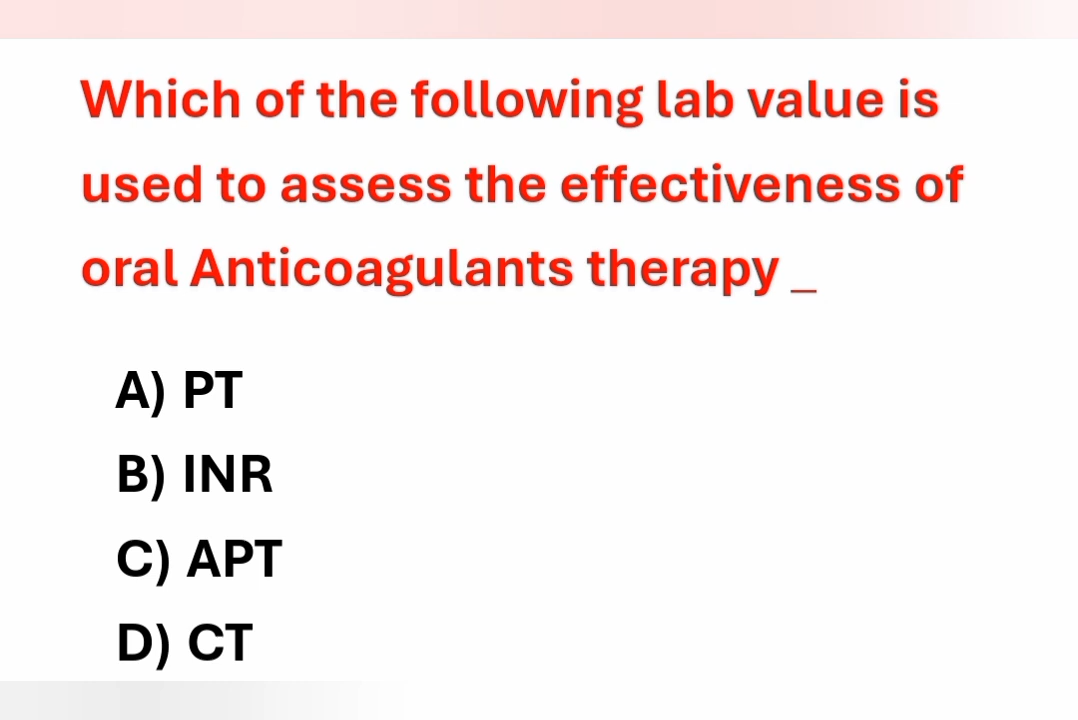 Which of the following lab value is
used to assess the effectiveness of
oral Anticoagulants therapy _
A) PT
B) INR
C) APT
D) CT